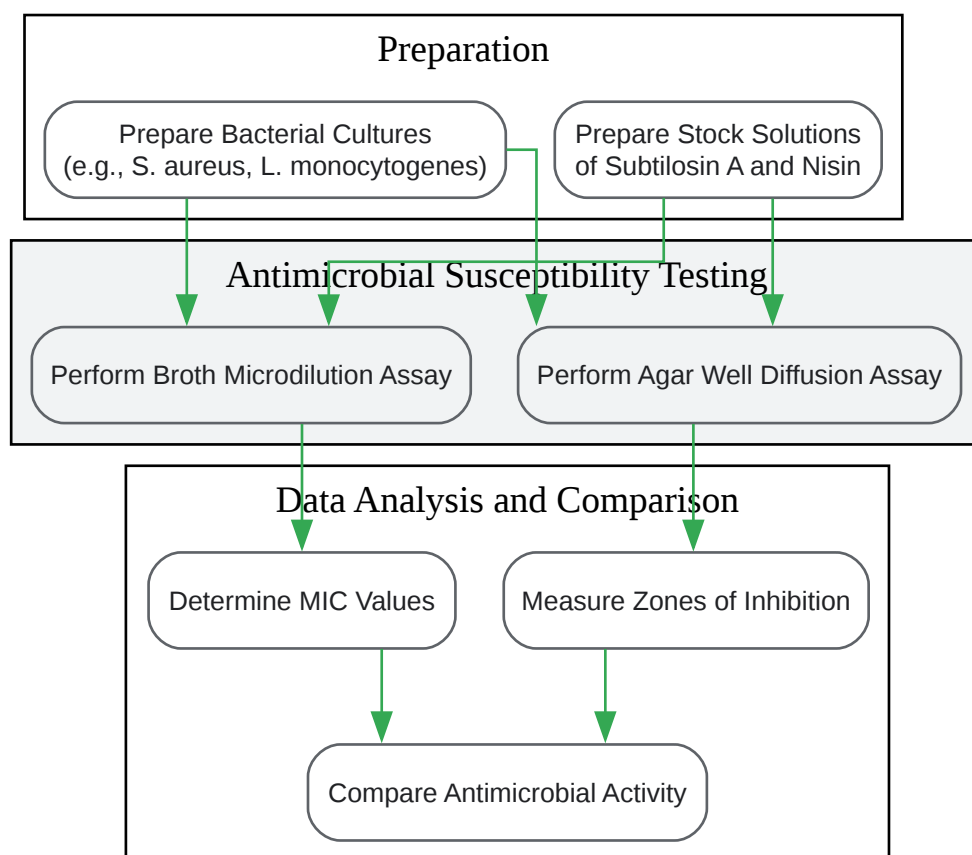 Preparation
Prepare Bacterial Cultures
(e.g., S. aureus, L. monocytogenes)
Prepare Stock Solutions
of Subtilosin A and Nisin
Antimicrobial Susceptibility Testing
Perform Broth Microdilution Assay
Perform Agar Well Diffusion Assay
Data Analysis and Comparison
Determine MIC Values
Measure Zones of Inhibition
Compare Antimicrobial Activity